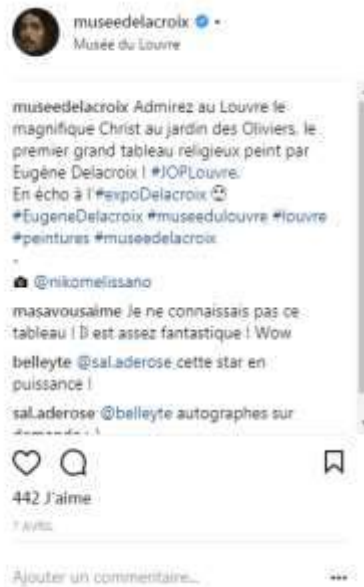 museedelacroix •
Musée du Louvre
museedelacroix Admirez au Louvre le
magnifique Christ au jardin des Oliviers, le
premier grand tableau religieux peint par
Eugène Delacroix ! #JOPLouvre.
En écho à l'#expoDelacroix
#EugeneDelacroix #museedulouvre #louvre
#peintures #museedelacroix
.
@nikomelissano
masavousaime Je ne connaissais pas ce
tableau ! Il est assez fantastique ! Wow
belleyte @sal.aderose cette star en
puissance !
sal.aderose @belleyte autographes sur
442 J'aime
7 AVRIL
Ajouter un commentaire...